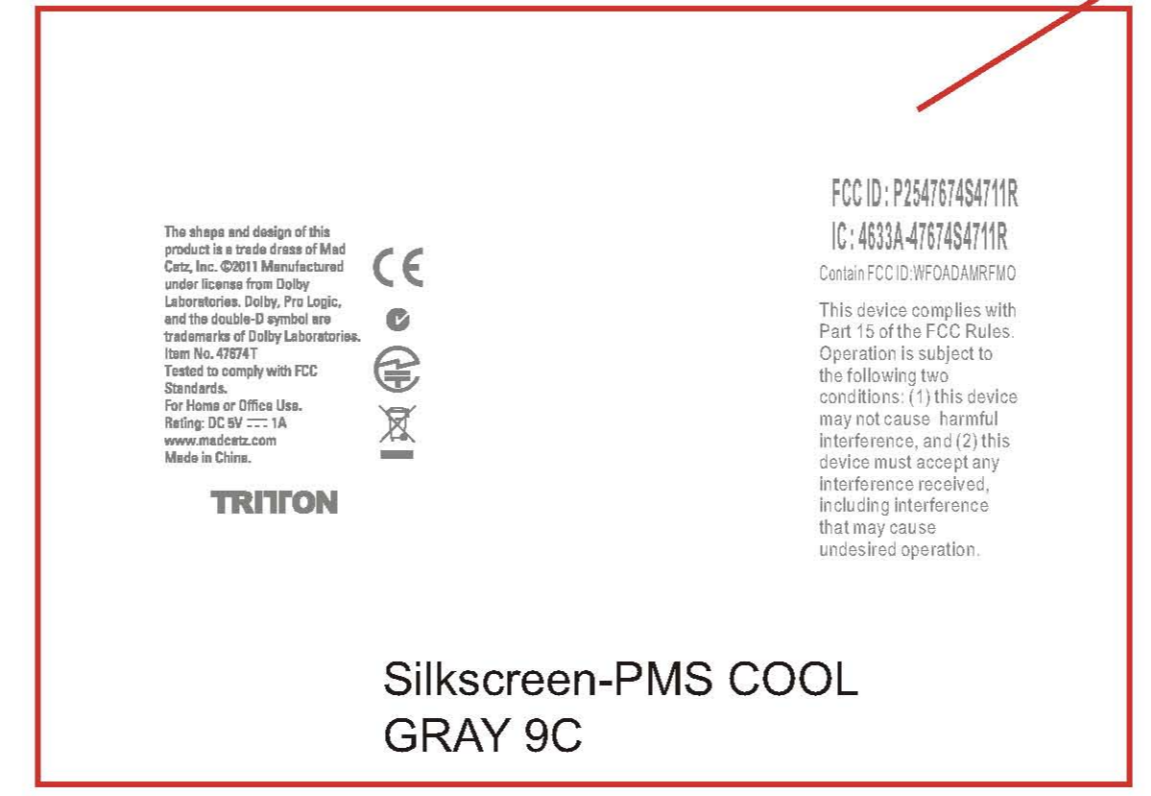 The shape and design of this
product is a trade dress of Mad
Catz, Inc. ©2011 Manufactured
under license from Dolby
Laboratories. Dolby, Pro Logic,
and the double-D symbol are
trademarks of Dolby Laboratories.
Item No. 47674T
Tested to comply with FCC
Standards.
For Home or Office Use.
Rating: DC 5V ⎓ 1A
www.madcatz.com
Made in China.
TRITTON
CE
FCC ID: P2547674S4711R
IC: 4633A-47674S4711R
Contain FCC ID:WFOADAMRFMO
This device complies with
Part 15 of the FCC Rules.
Operation is subject to
the following two
conditions: (1) this device
may not cause harmful
interference, and (2) this
device must accept any
interference received,
including interference
that may cause
undesired operation.
Silkscreen-PMS COOL
GRAY 9C